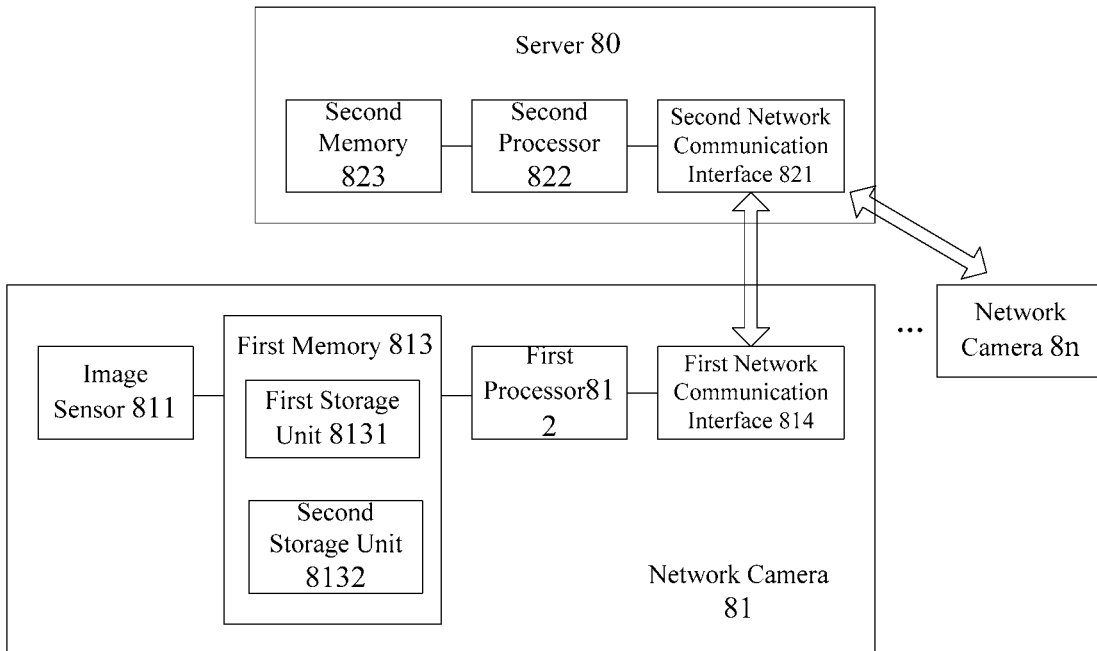 Server 80
Second
Memory
823
Second
Processor
822
Second Network
Communication
Interface 821
Network
Camera 8n
...
First Memory 813
Image
Sensor 811
First Storage
Unit 8131
Second
Storage Unit
8132
First
Processor81
2
First Network
Communication
Interface 814
Network Camera
81